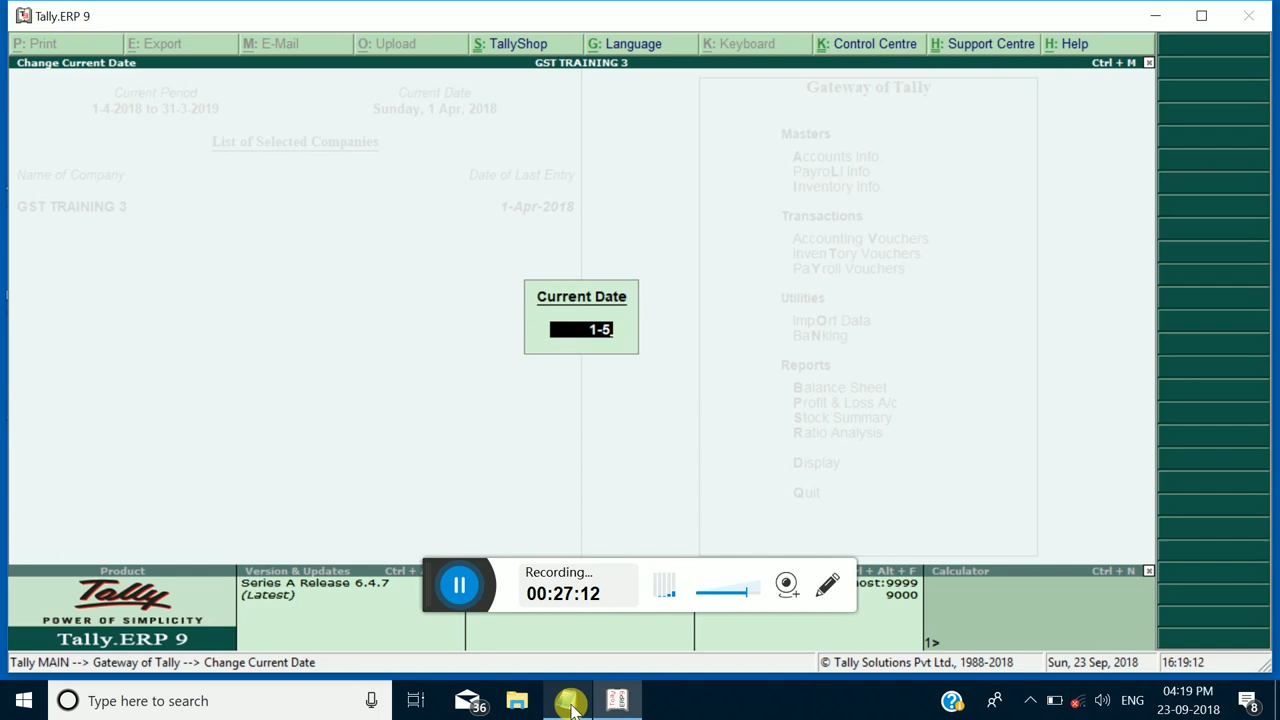 Tally.ERP 9
P: Print
E: Export
M: E-Mail
O: Upload
S: TallyShop
G: Language
K: Keyboard
K: Control Centre
H: Support Centre
H: Help
Change Current Date
GST TRAINING 3
Ctrl + M
Current Period
1-4-2018 to 31-3-2019
Current Date
Sunday, 1 Apr, 2018
List of Selected Companies
Name of Company
Date of Last Entry
GST TRAINING 3
1-Apr-2018
Current Date
1-5
Gateway of Tally
Masters
Accounts Info.
PayroLl Info.
Inventory Info.
Transactions
Accounting Vouchers
InvenTory Vouchers
PaYroll Vouchers
Utilities
ImpOrt Data
BaNking
Reports
Balance Sheet
Profit & Loss A/c
Stock Summary
Ratio Analysis
Display
Quit
Product
Tally
POWER OF SIMPLICITY
Tally.ERP 9
Version & Updates
Series A Release 6.4.7
(Latest)
Recording...
00:27:12
+ Alt + F
9000
Calculator
Ctrl + N
1>
Tally MAIN --> Gateway of Tally --> Change Current Date
© Tally Solutions Pvt Ltd., 1988-2018
Sun, 23 Sep, 2018
16:19:12
Type here to search
36
ENG
04:19 PM
23-09-2018
8